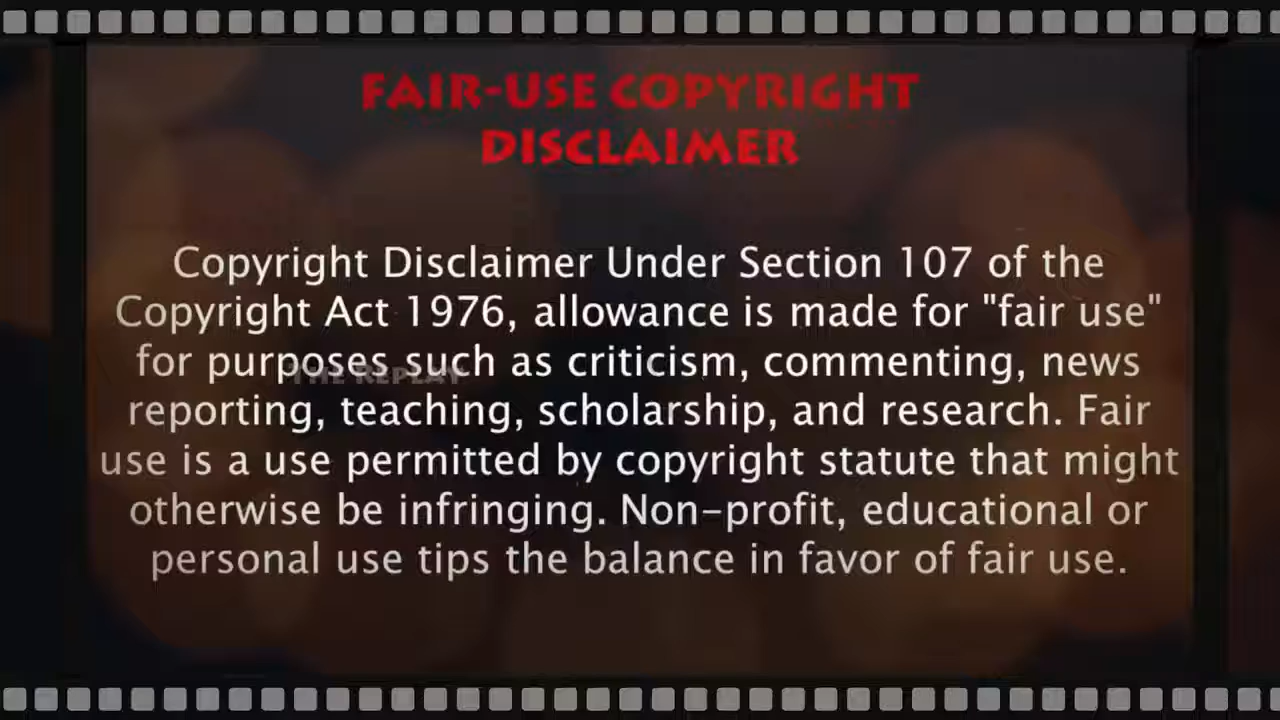 FAIR-USE COPYRIGHT
DISCLAIMER
Copyright Disclaimer Under Section 107 of the
Copyright Act 1976, allowance is made for "fair use"
for purposes such as criticism, commenting, news
THE REPLAY
reporting, teaching, scholarship, and research. Fair
use is a use permitted by copyright statute that might
otherwise be infringing. Non-profit, educational or
personal use tips the balance in favor of fair use.